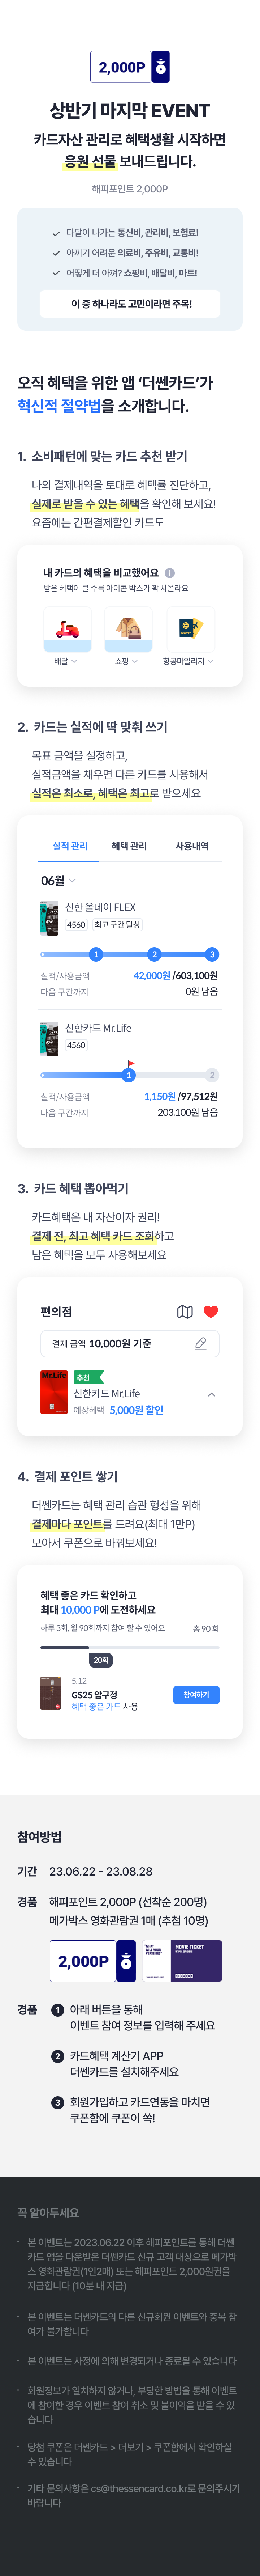 2,000P
상반기 마지막 EVENT
카드자산 관리로 혜택생활 시작하면
응원 선물 보내드립니다.
해피포인트 2,000P
다달이 나가는 통신비, 관리비, 보험료!
아끼기 어려운 의료비, 주유비, 교통비!
어떻게 더 아껴? 쇼핑비, 배달비, 마트!
이 중 하나라도 고민이라면 주목!
오직 혜택을 위한 앱 ‘더쎈카드’가
혁신적 절약법을 소개합니다.
1. 소비패턴에 맞는 카드 추천 받기
나의 결제내역을 토대로 혜택률 진단하고,
실제로 받을 수 있는 혜택을 확인해 보세요!
요즘에는 간편결제할인 카드도
내 카드의 혜택을 비교했어요
받은 혜택이 클 수록 아이콘 박스가 꽉 차올라요
배달
쇼핑
항공마일리지
2. 카드는 실적에 딱 맞춰 쓰기
목표 금액을 설정하고,
실적금액을 채우면 다른 카드를 사용해서
실적은 최소로, 혜택은 최고로 받으세요
실적 관리
혜택 관리
사용내역
06월
신한 올데이 FLEX
4560
최고 구간 달성
1
2
3
실적/사용금액
42,000원 /603,100원
다음 구간까지
0원 남음
신한카드 Mr.Life
4560
1
2
실적/사용금액
1,150원 /97,512원
다음 구간까지
203,100원 남음
3. 카드 혜택 뽑아먹기
카드혜택은 내 자산이자 권리!
결제 전, 최고 혜택 카드 조회하고
남은 혜택을 모두 사용해보세요
편의점
결제 금액 10,000원 기준
Mr.Life
추천
신한카드 Mr.Life
예상혜택 5,000원 할인
4. 결제 포인트 쌓기
더쎈카드는 혜택 관리 습관 형성을 위해
결제마다 포인트를 드려요(최대 1만P)
모아서 쿠폰으로 바꿔보세요!
혜택 좋은 카드 확인하고
최대 10,000 P에 도전하세요
하루 3회, 월 90회까지 참여 할 수 있어요
총 90 회
20회
5.12
GS25 압구정
혜택 좋은 카드 사용
참여하기
참여방법
기간 23.06.22 - 23.08.28
경품 해피포인트 2,000P (선착순 200명)
메가박스 영화관람권 1매 (추첨 10명)
2,000P
MOVIE TICKET
경품
1 아래 버튼을 통해
이벤트 참여 정보를 입력해 주세요
2 카드혜택 계산기 APP
더쎈카드를 설치해주세요
3 회원가입하고 카드연동을 마치면
쿠폰함에 쿠폰이 쏙!
꼭 알아두세요
· 본 이벤트는 2023.06.22 이후 해피포인트를 통해 더쎈
카드 앱을 다운받은 더쎈카드 신규 고객 대상으로 메가박
스 영화관람권(1인2매) 또는 해피포인트 2,000원권을
지급합니다 (10분 내 지급)
· 본 이벤트는 더쎈카드의 다른 신규회원 이벤트와 중복 참
여가 불가합니다
· 본 이벤트는 사정에 의해 변경되거나 종료될 수 있습니다
· 회원정보가 일치하지 않거나, 부당한 방법을 통해 이벤트
에 참여한 경우 이벤트 참여 취소 및 불이익을 받을 수 있
습니다
· 당첨 쿠폰은 더쎈카드 > 더보기 > 쿠폰함에서 확인하실
수 있습니다
· 기타 문의사항은 cs@thessencard.co.kr로 문의주시기
바랍니다